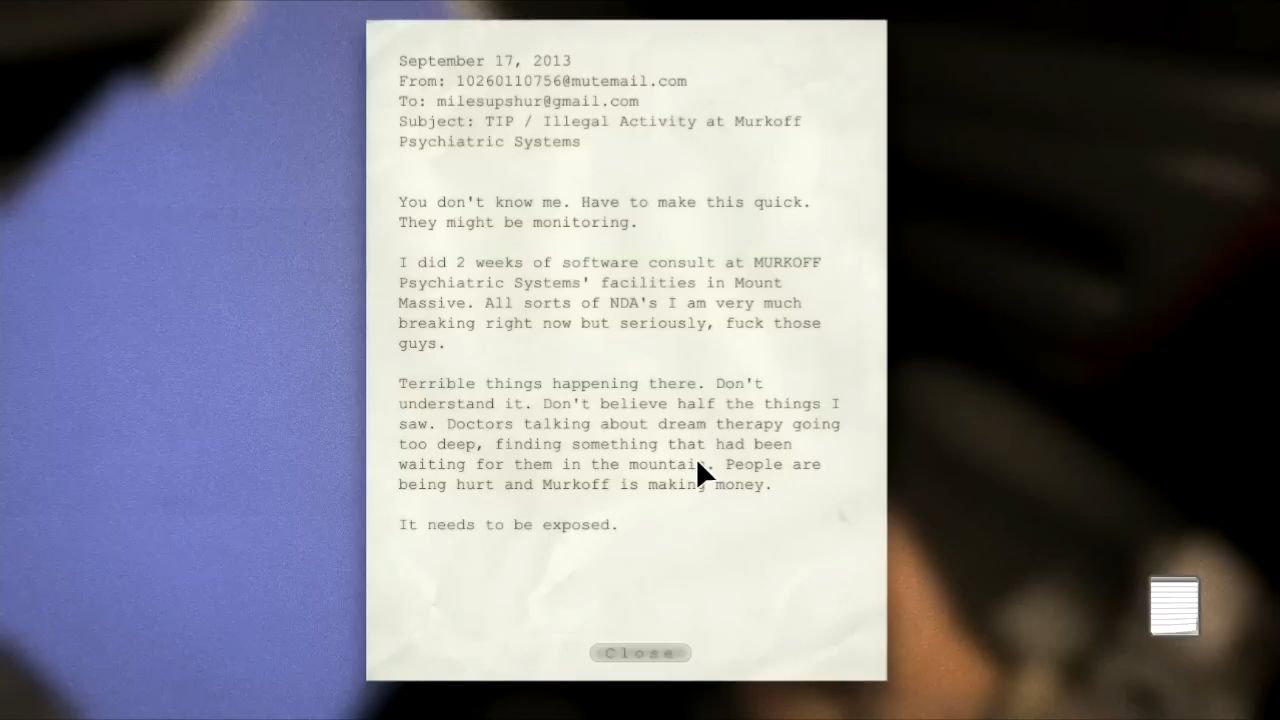 September 17, 2013
From: 10260110756@mutemail.com
To: milesupshur@gmail.com
Subject: TIP / Illegal Activity at Murkoff
Psychiatric Systems
You don't know me. Have to make this quick.
They might be monitoring.
I did 2 weeks of software consult at MURKOFF
Psychiatric Systems' facilities in Mount
Massive. All sorts of NDA's I am very much
breaking right now but seriously, fuck those
guys.
Terrible things happening there. Don't
understand it. Don't believe half the things I
saw. Doctors talking about dream therapy going
too deep, finding something that had been
waiting for them in the mountain. People are
being hurt and Murkoff is making money.
It needs to be exposed.
Close